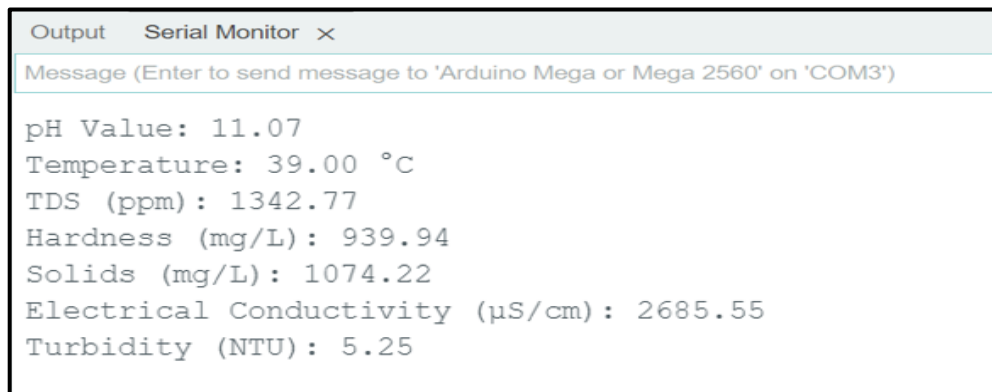 Output Serial Monitor ×
Message (Enter to send message to 'Arduino Mega or Mega 2560' on 'COM3')
pH Value: 11.07
Temperature: 39.00 °C
TDS (ppm): 1342.77
Hardness (mg/L): 939.94
Solids (mg/L): 1074.22
Electrical Conductivity (µS/cm): 2685.55
Turbidity (NTU): 5.25